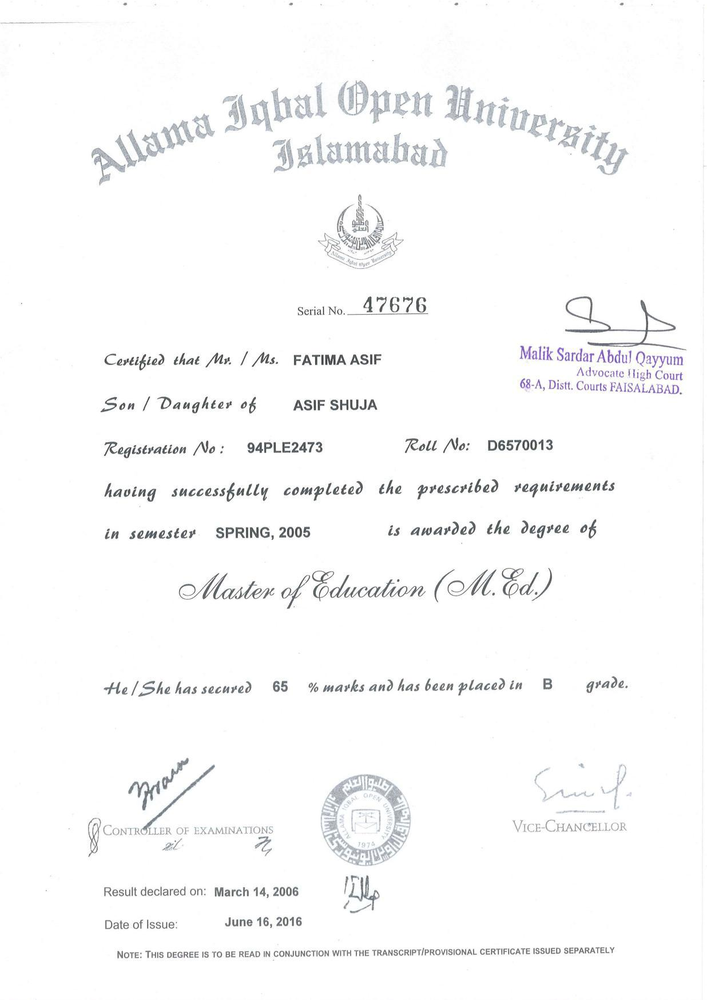 Allama Iqbal Open University
Islamabad
Allama Iqbal Open University
Serial No. 47676
Malik Sardar Abdul Qayyum
Advocate High Court
68-A, Distt. Courts FAISALABAD.
Certified that Mr. / Ms. FATIMA ASIF
Son / Daughter of ASIF SHUJA
Registration No : 94PLE2473 Roll No: D6570013
having successfully completed the prescribed requirements
in semester SPRING, 2005 is awarded the degree of
Master of Education (M.Ed.)
He/She has secured 65 % marks and has been placed in B grade.
ALLAMA IQBAL OPEN UNIVERSITY
1974
CONTROLLER OF EXAMINATIONS
VICE-CHANCELLOR
Result declared on: March 14, 2006
Date of Issue: June 16, 2016
NOTE: THIS DEGREE IS TO BE READ IN CONJUNCTION WITH THE TRANSCRIPT/PROVISIONAL CERTIFICATE ISSUED SEPARATELY